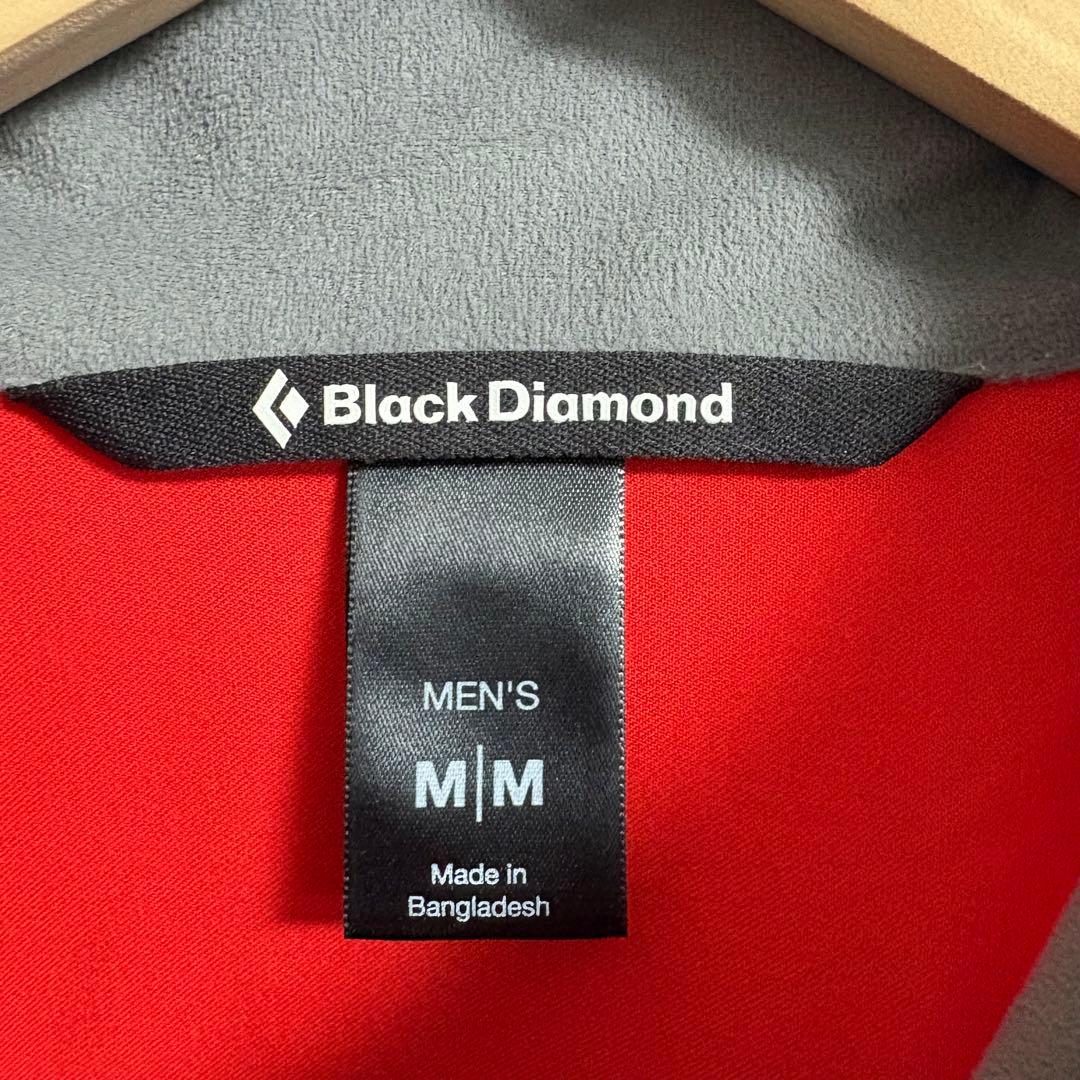 Black Diamond
MEN'S
M|M
Made in
Bangladesh